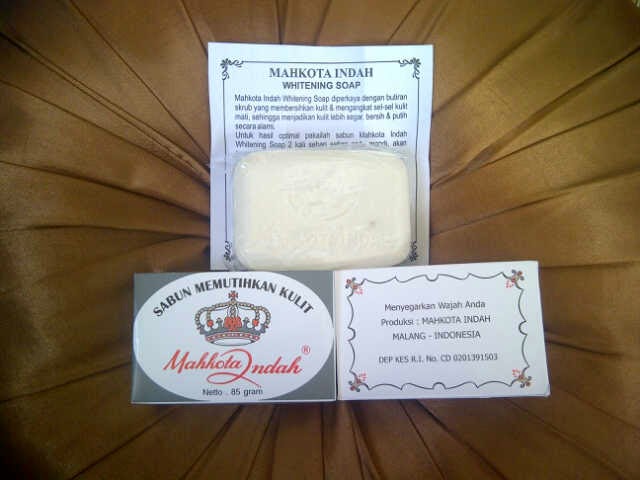 MAHKOTA INDAH
WHITENING SOAP
Mahkota Indah Whitening Soap diperkaya dengan butiran
skrub yang membersihkan kulit & mengangkat sel-sel kulit
mati, sehingga menjadikan kulit lebih segar, bersih & putih
secara alami.
Untuk hasil optimal pakailah sabun Mahkota Indah
Whitening Soap 2 kali sehari mandi, akan
SABUN MEMUTIHKAN KULIT
Mahkota Indah ®
Netto . 85 gram
Menyegarkan Wajah Anda
Produksi : MAHKOTA INDAH
MALANG - INDONESIA
DEP KES R.I. No. CD 0201391503